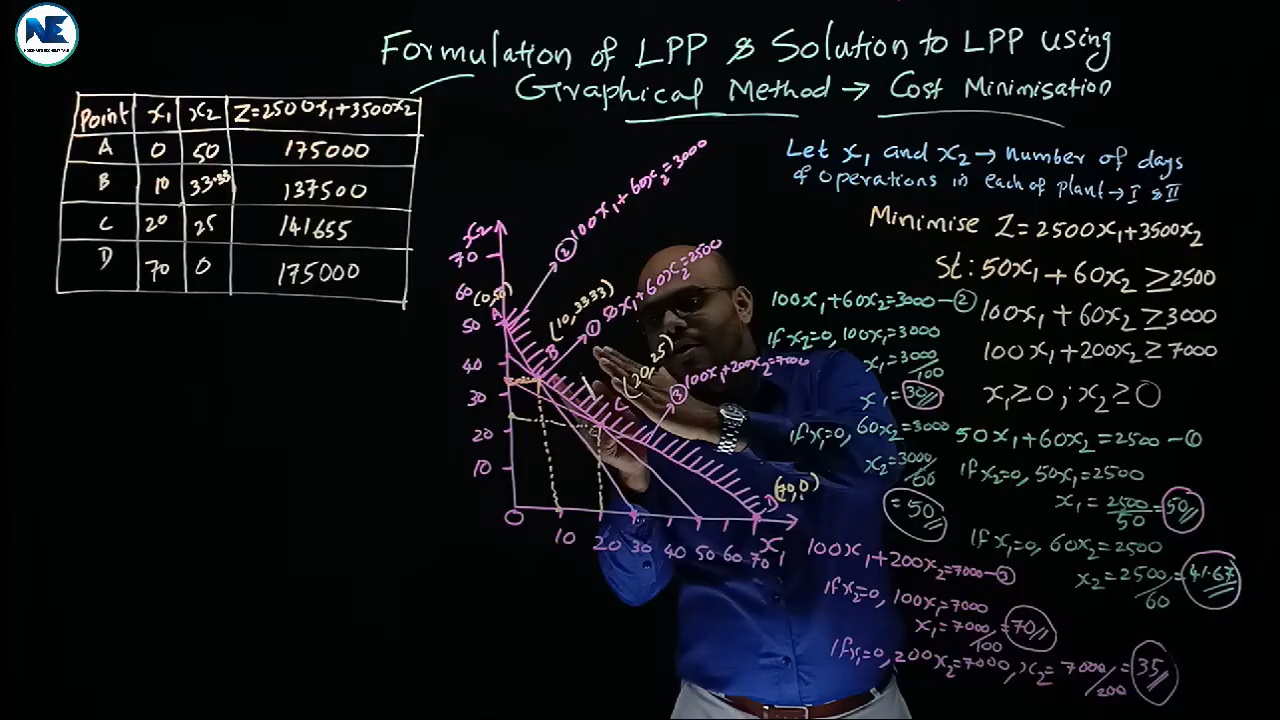 NE
Formulation of LPP & Solution to LPP using
Graphical Method → Cost Minimisation
Point x₁ x₂ Z=2500x₁+3500x₂
A 0 50 175000
B 10 33.33 137500
C 20 25 141655
D 70 0 175000
Let x₁ and x₂ → number of days
of operations in each of plant → I & II
Minimise Z=2500x₁+3500x₂
St: 50x₁+60x₂≥2500
100x₁+60x₂≥3000
100x₁+200x₂≥7000
x₁≥0; x₂≥0
50x₁+60x₂=2500 — ①
If x₂=0, 50x₁=2500
x₁=2500/50=50
If x₁=0, 60x₂=2500
x₂=2500/60=41.67
100x₁+60x₂=3000 — ②
If x₂=0, 100x₁=3000
x₁=3000/100
x₁=30
If x₁=0, 60x₂=3000
x₂=3000/60
=50
100x₁+200x₂=7000 — ③
If x₂=0, 100x₁=7000
x₁=7000/100=70
If x₁=0, 200x₂=7000, x₂=7000/200=35
x₂
70
60
50
40
30
20
10
0
10 20 30 40 50 60 70 x₁
② 100x₁+60x₂=3000
① 50x₁+60x₂=2500
③ 100x₁+200x₂=7000
(0,50)
A
(10,33.33)
B
(20,25)
C
(70,0)
D